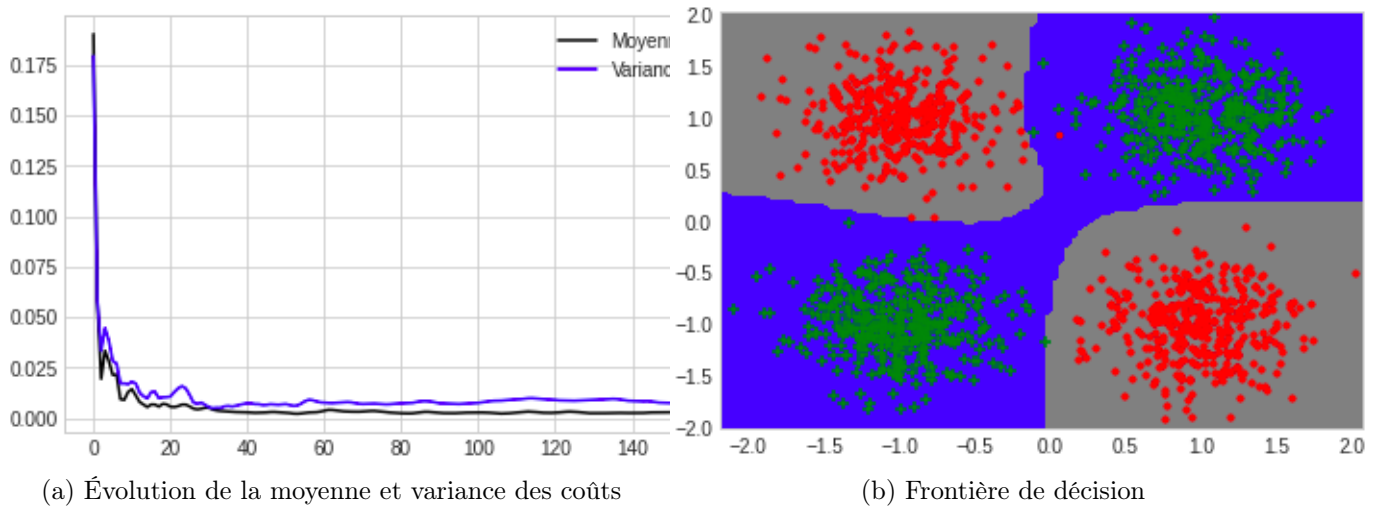 0.175
0.150
0.125
0.100
0.075
0.050
0.025
0.000
0 20 40 60 80 100 120 140
Moyenn
Varianc
2.0
1.5
1.0
0.5
0.0
−0.5
−1.0
−1.5
−2.0
−2.0 −1.5 −1.0 −0.5 0.0 0.5 1.0 1.5 2.0
(a) Évolution de la moyenne et variance des coûts
(b) Frontière de décision